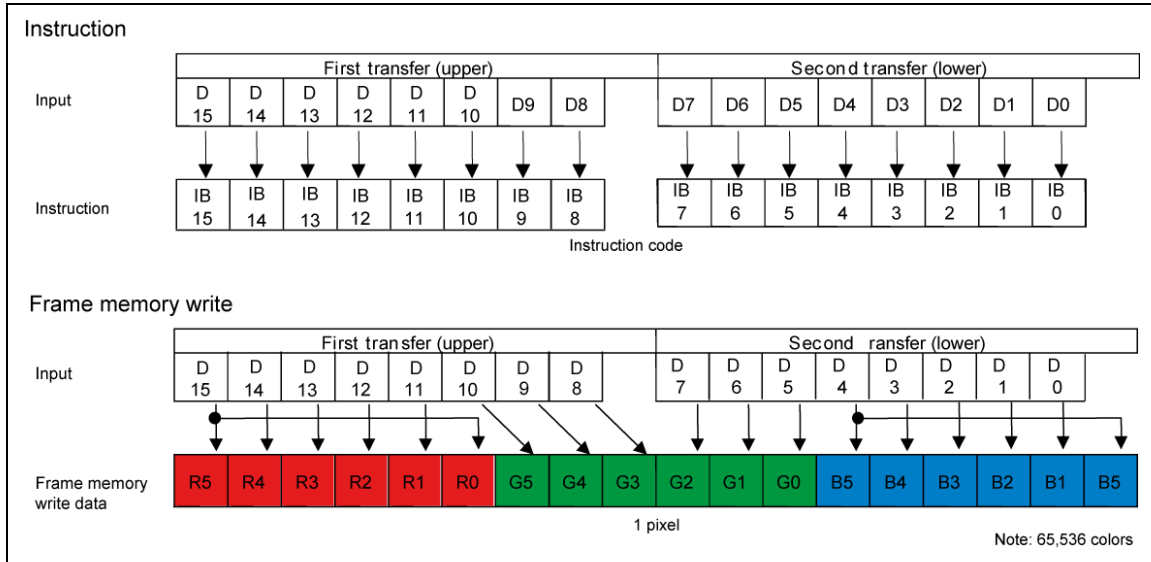 Instruction
First transfer (upper) Second transfer (lower)
Input D 15 D 14 D 13 D 12 D 11 D 10 D9 D8 D7 D6 D5 D4 D3 D2 D1 D0
Instruction IB 15 IB 14 IB 13 IB 12 IB 11 IB 10 IB 9 IB 8 IB 7 IB 6 IB 5 IB 4 IB 3 IB 2 IB 1 IB 0
Instruction code
Frame memory write
First transfer (upper) Second ransfer (lower)
Input D 15 D 14 D 13 D 12 D 11 D 10 D 9 D 8 D 7 D 6 D 5 D 4 D 3 D 2 D 1 D 0
Frame memory write data R5 R4 R3 R2 R1 R0 G5 G4 G3 G2 G1 G0 B5 B4 B3 B2 B1 B5
1 pixel
Note: 65,536 colors